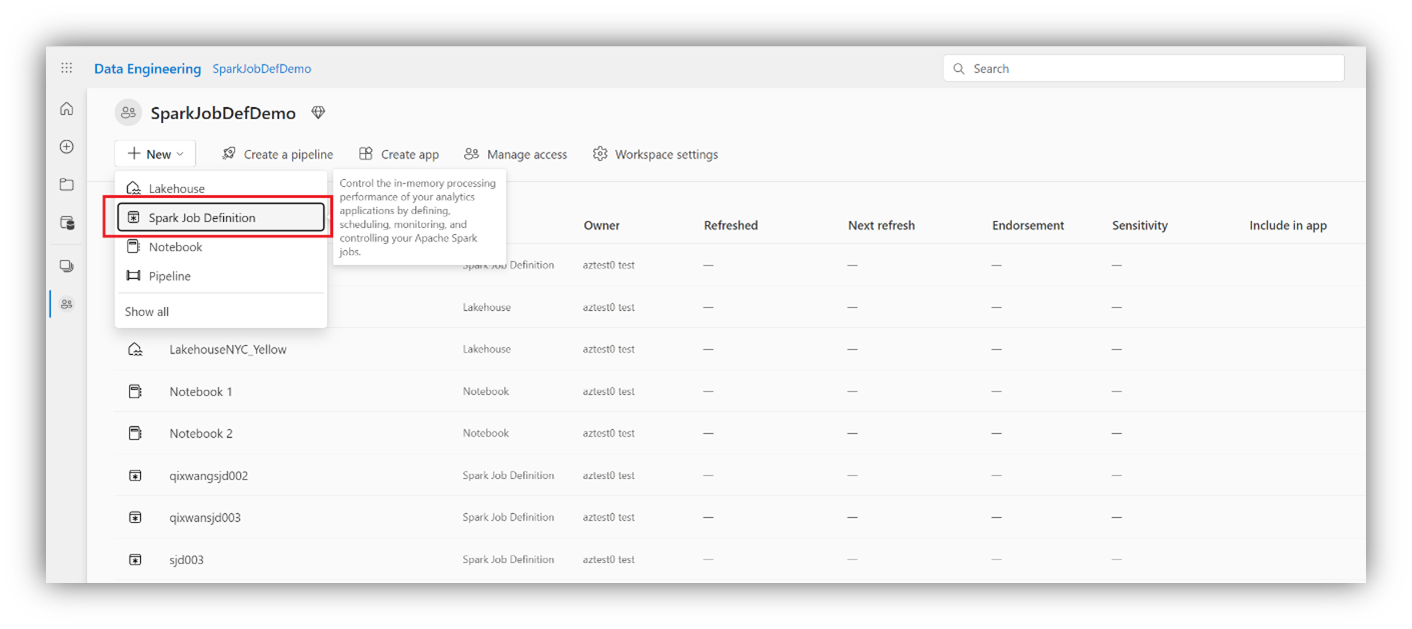 Data Engineering SparkJobDefDemo Search
SparkJobDefDemo
New Create a pipeline Create app Manage access Workspace settings
Lakehouse
Spark Job Definition
Notebook
Pipeline
Show all
Control the in-memory processing
performance of your analytics
applications by defining,
scheduling, monitoring, and
controlling your Apache Spark
jobs.
Owner Refreshed Next refresh Endorsement Sensitivity Include in app
Spark Job Definition aztest0 test — — — —
Lakehouse aztest0 test — — — —
LakehouseNYC_Yellow Lakehouse aztest0 test — — — —
Notebook 1 Notebook aztest0 test — — — —
Notebook 2 Notebook aztest0 test — — — —
qixwangsjd002 Spark Job Definition aztest0 test — — — —
qixwansjd003 Spark Job Definition aztest0 test — — — —
sjd003 Spark Job Definition aztest0 test — — — —